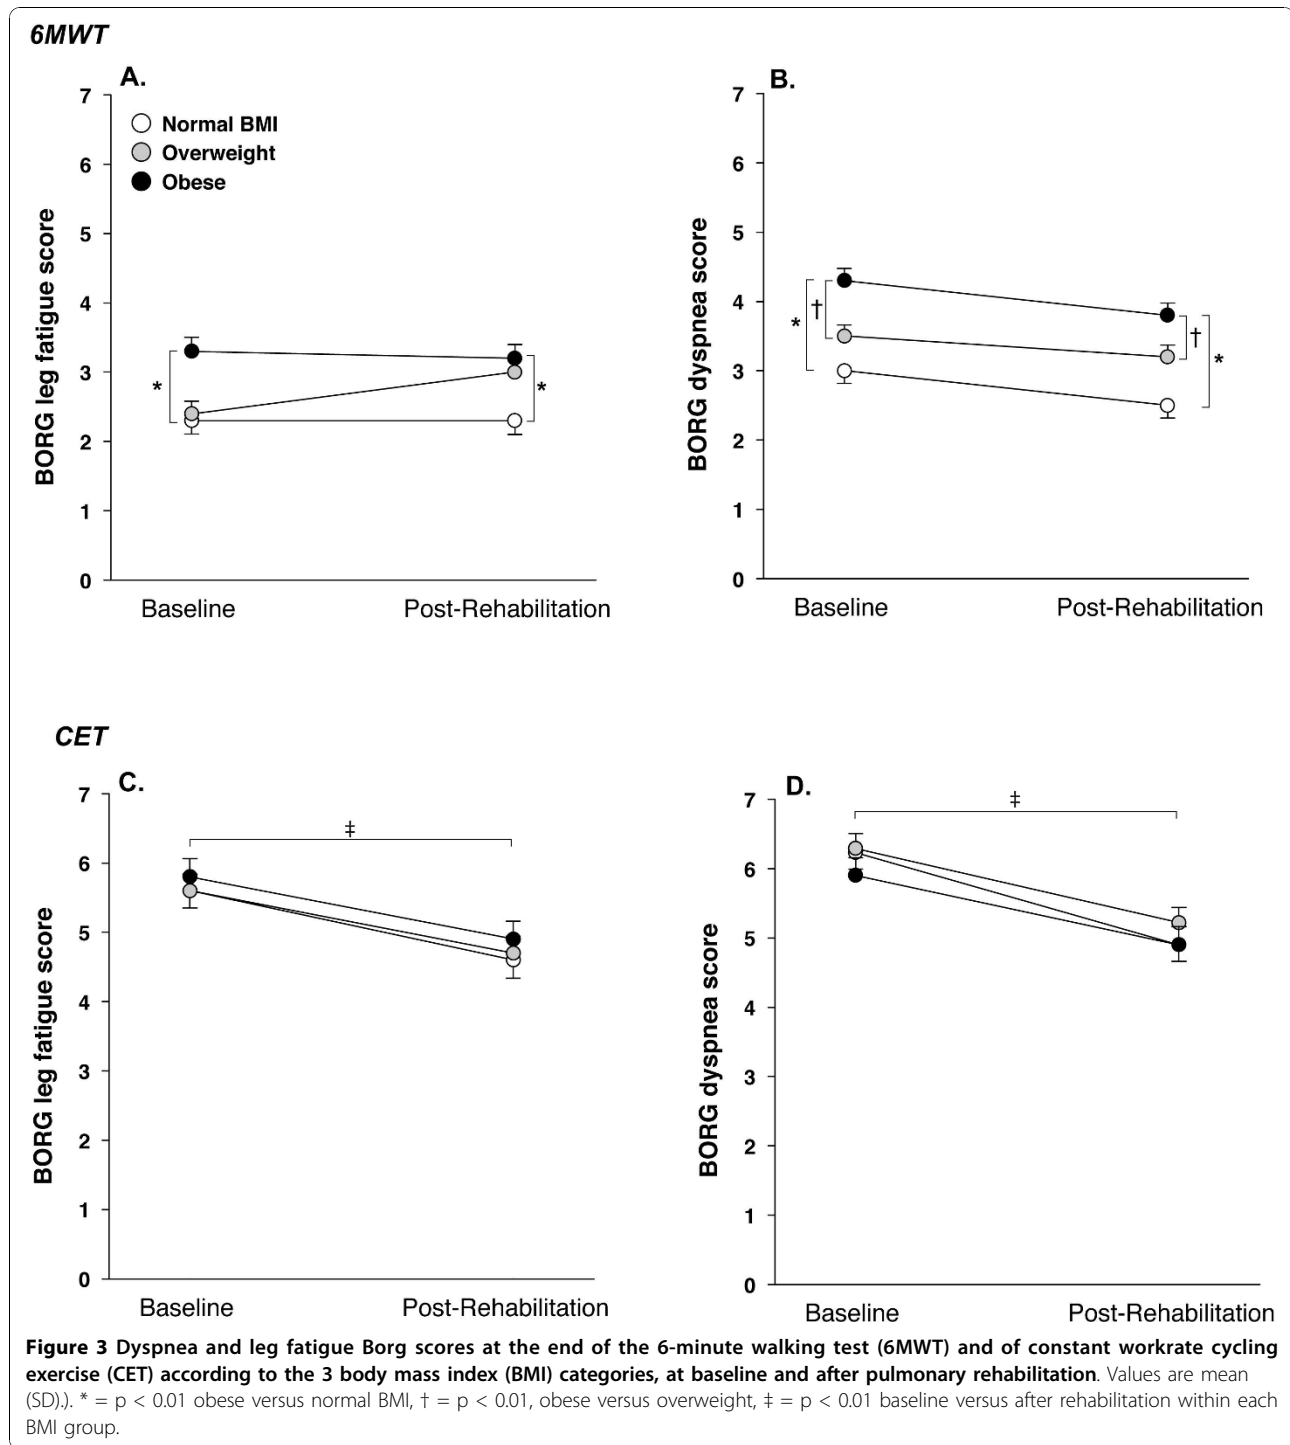 6MWT
A.
7
6
5
4
3
2
1
0
BORG leg fatigue score
Normal BMI
Overweight
Obese
*
*
Baseline
Post-Rehabilitation
B.
7
6
5
4
3
2
1
0
BORG dyspnea score
*
†
†
*
Baseline
Post-Rehabilitation
CET
C.
7
6
5
4
3
2
1
0
BORG leg fatigue score
‡
Baseline
Post-Rehabilitation
D.
7
6
5
4
3
2
1
0
BORG dyspnea score
‡
Baseline
Post-Rehabilitation
Figure 3 Dyspnea and leg fatigue Borg scores at the end of the 6-minute walking test (6MWT) and of constant workrate cycling
exercise (CET) according to the 3 body mass index (BMI) categories, at baseline and after pulmonary rehabilitation. Values are mean
(SD).). * = p < 0.01 obese versus normal BMI, † = p < 0.01, obese versus overweight, ‡ = p < 0.01 baseline versus after rehabilitation within each
BMI group.